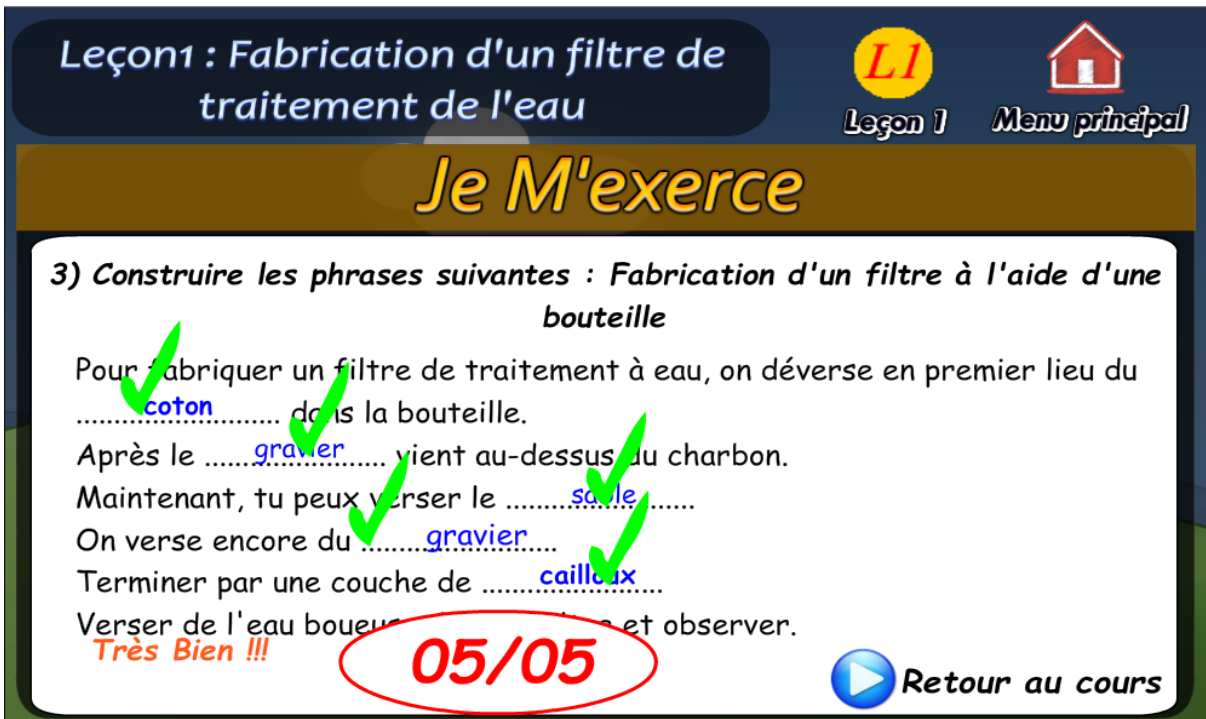 Leçon1 : Fabrication d'un filtre de
traitement de l'eau
L1
Leçon 1
Menu principal
Je M'exerce
3) Construire les phrases suivantes : Fabrication d'un filtre à l'aide d'une
bouteille
Pour fabriquer un filtre de traitement à eau, on déverse en premier lieu du
...coton... dans la bouteille.
Après le ...gravier... vient au-dessus du charbon.
Maintenant, tu peux verser le ...sable...
On verse encore du ...gravier...
Terminer par une couche de ...cailloux...
Verser de l'eau boueuse et observer.
Très Bien !!!
05/05
Retour au cours